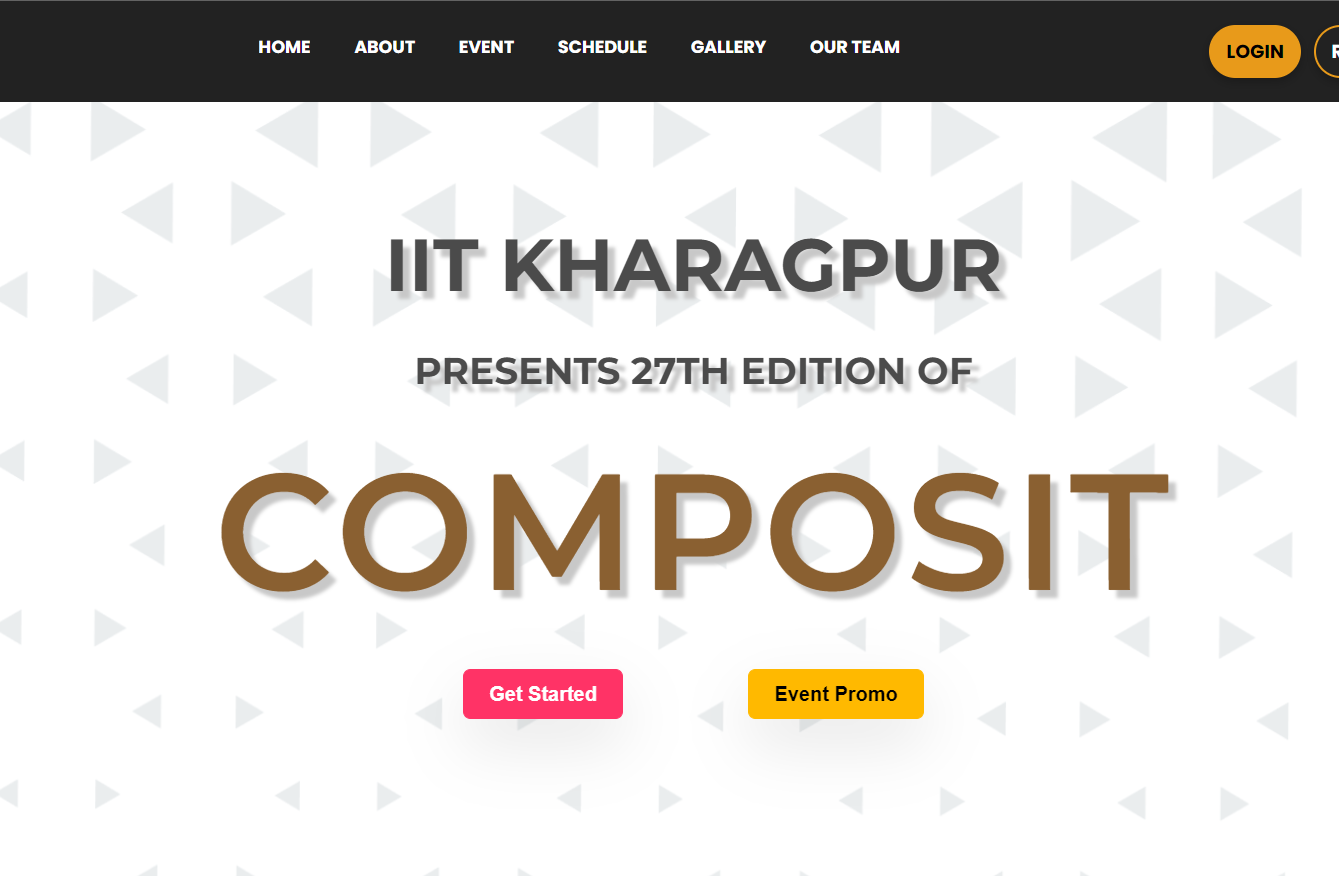 HOME ABOUT EVENT SCHEDULE GALLERY OUR TEAM LOGIN
IIT KHARAGPUR
PRESENTS 27TH EDITION OF
COMPOSIT
Get Started Event Promo